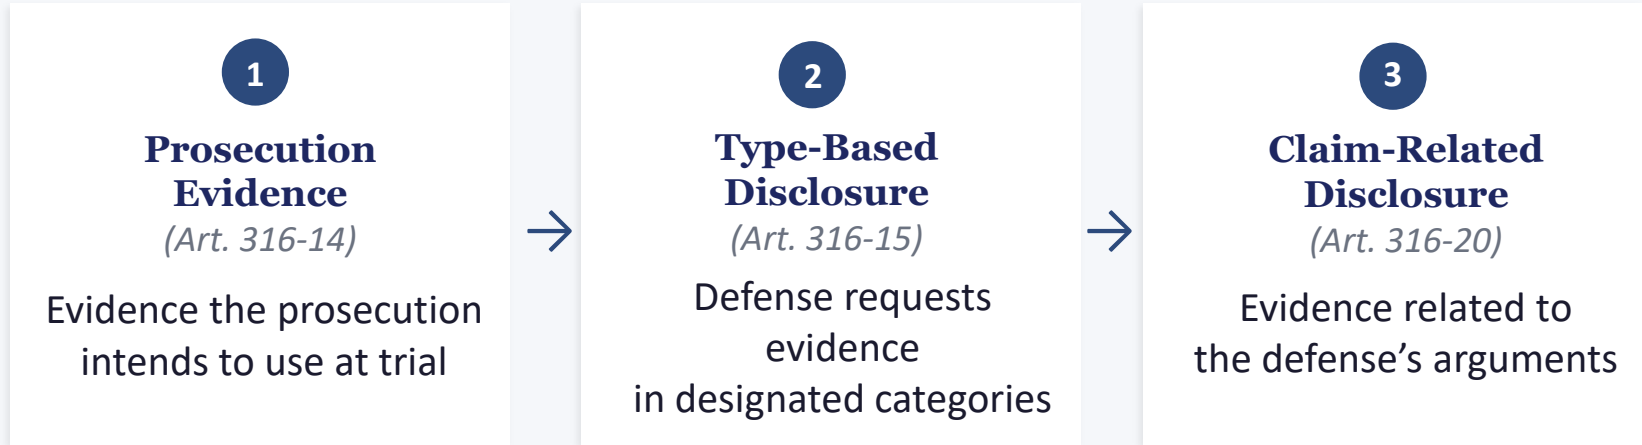 1
Prosecution
Evidence
(Art. 316-14)
Evidence the prosecution
intends to use at trial
→
2
Type-Based
Disclosure
(Art. 316-15)
Defense requests
evidence
in designated categories
→
3
Claim-Related
Disclosure
(Art. 316-20)
Evidence related to
the defense’s arguments